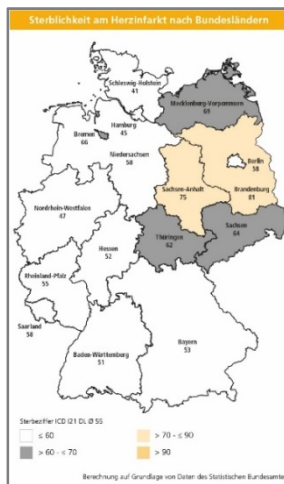 Sterblichkeit am Herzinfarkt nach Bundesländern
Schleswig-Holstein
41
Mecklenburg-Vorpommern
Hamburg
45
Bremen
66
Niedersachsen
58
Berlin
58
Sachsen-Anhalt
75
Brandenburg
81
Nordrhein-Westfalen
47
Sachsen
64
Thüringen
62
Hessen
52
Rheinland-Pfalz
55
Saarland
58
Bayern
53
Baden-Württemberg
51
Sterbeziffer ICD I21 DL Ø 55
≤ 60
> 70 - ≤ 90
> 60 - ≤ 70
> 90
Berechnung auf Grundlage von Daten des Statistischen Bundesamtes